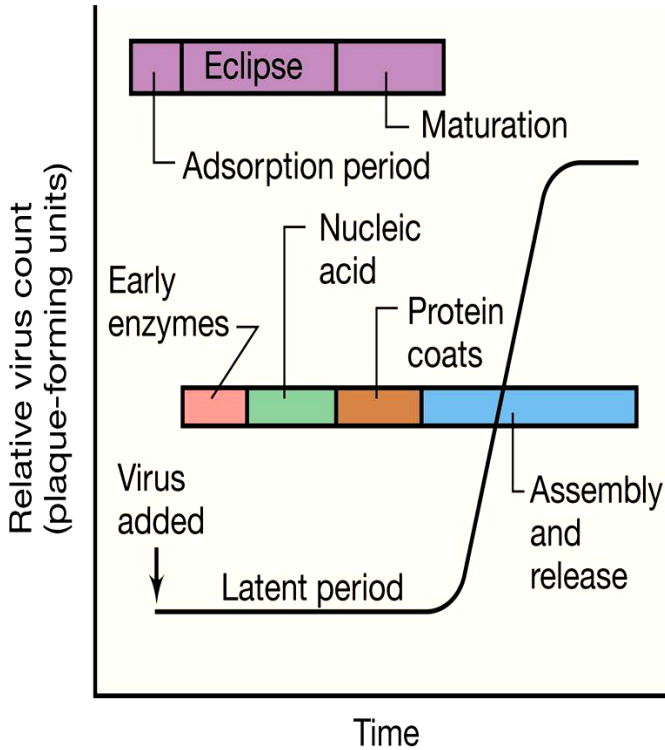 Eclipse
Maturation
Adsorption period
Nucleic
acid
Early
enzymes
Protein
coats
Virus
added
Assembly
and
release
Latent period
Relative virus count
(plaque-forming units)
Time